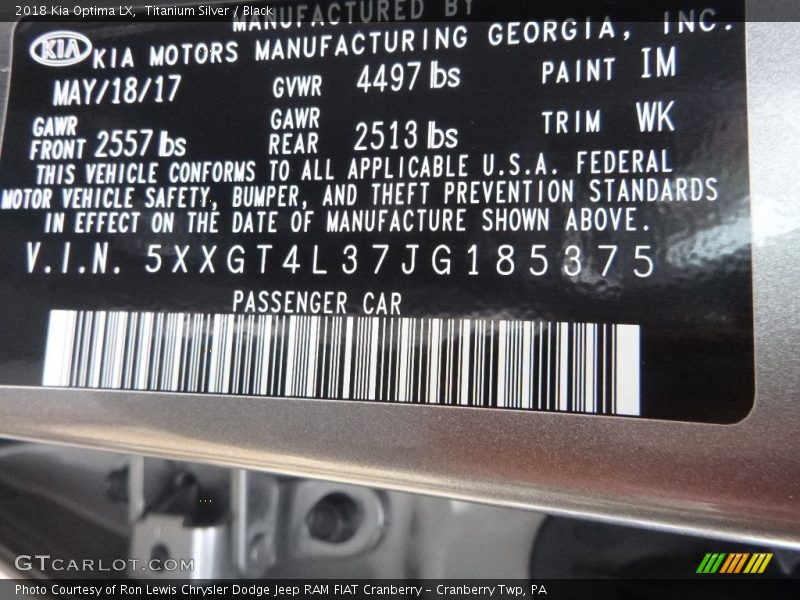 2018 Kia Optima LX, Titanium Silver / Black
MANUFACTURED BY
KIA KIA MOTORS MANUFACTURING GEORGIA, INC.
MAY/18/17 GVWR 4497 lbs PAINT IM
GAWR FRONT 2557 lbs GAWR REAR 2513 lbs TRIM WK
THIS VEHICLE CONFORMS TO ALL APPLICABLE U.S.A. FEDERAL
MOTOR VEHICLE SAFETY, BUMPER, AND THEFT PREVENTION STANDARDS
IN EFFECT ON THE DATE OF MANUFACTURE SHOWN ABOVE.
V.I.N. 5XXGT4L37JG185375
PASSENGER CAR
GTCARLOT.COM
Photo Courtesy of Ron Lewis Chrysler Dodge Jeep RAM FIAT Cranberry - Cranberry Twp, PA